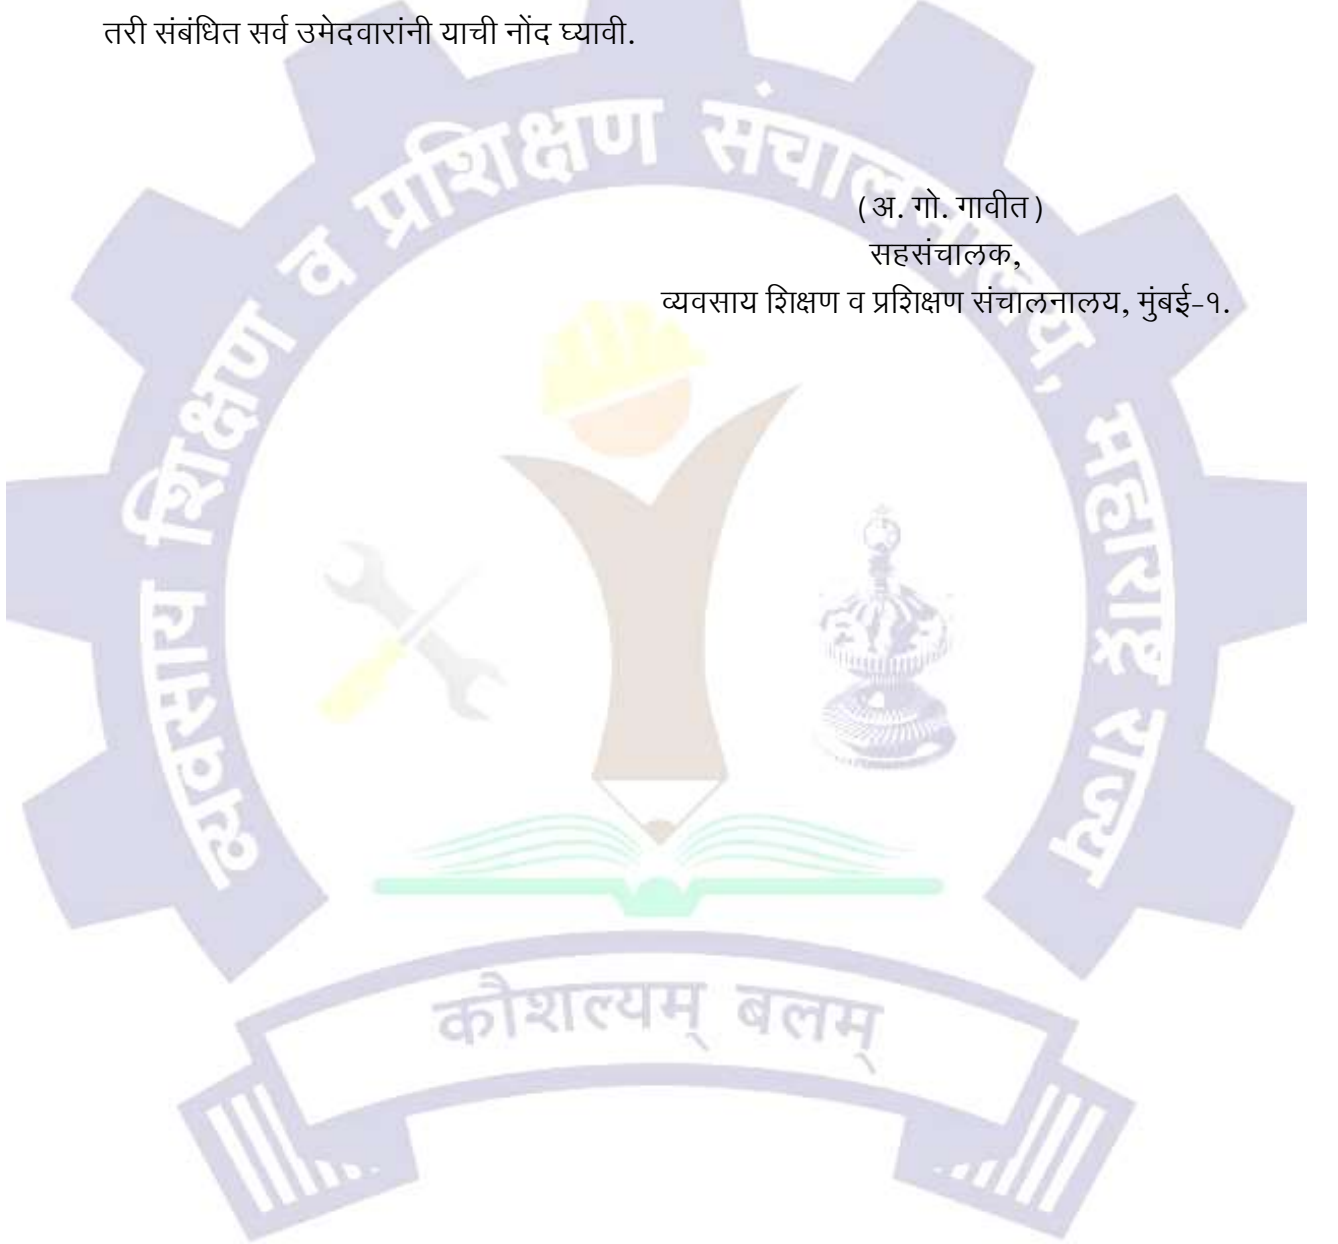 तरी संबंधित सर्व उमेदवारांनी याची नोंद घ्यावी.
(अ. गो. गावीत)
सहसंचालक,
व्यवसाय शिक्षण व प्रशिक्षण संचालनालय, मुंबई-१.
व्यवसाय शिक्षण व प्रशिक्षण संचालनालय, महाराष्ट्र राज्य
कौशल्यम् बलम्